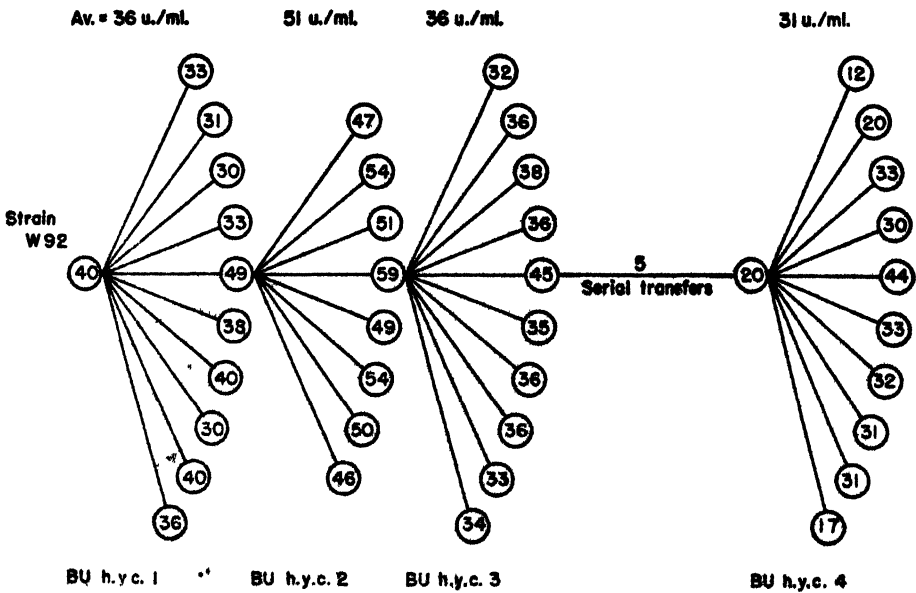 Av. = 36 u./ml. 51 u./ml. 36 u./ml. 31 u./ml.
33 32 12
31 47 36 20
30 54 38 33
33 51 36 30
Strain
W92
40 49 59 45 5 20 44
Serial transfers
38 49 35 33
40 54 36 32
30 50 36 31
40 46 33 31
36 34 17
BU h.y.c. 1 BU h.y.c. 2 BU h.y.c. 3 BU h.y.c. 4